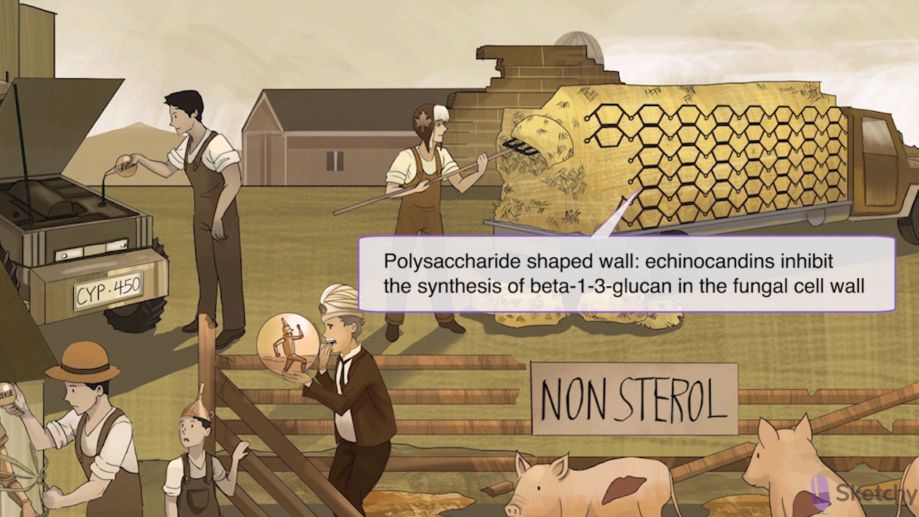 CYP-450
Polysaccharide shaped wall: echinocandins inhibit
the synthesis of beta-1-3-glucan in the fungal cell wall
NON STEROL
Sketchy